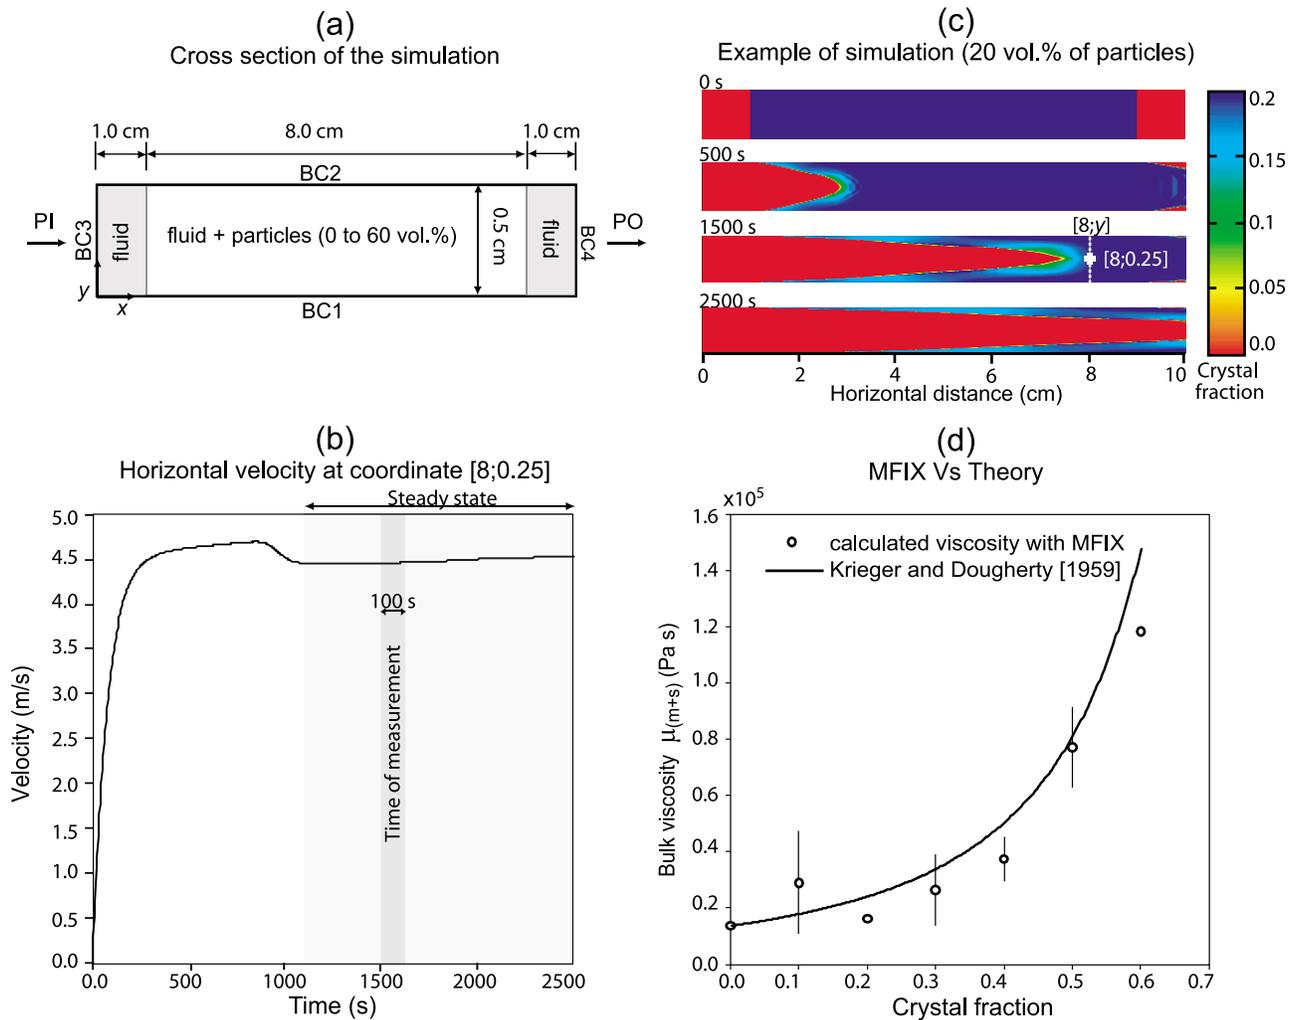 (a)
Cross section of the simulation
1.0 cm
8.0 cm
1.0 cm
BC2
PI
BC3
fluid
fluid + particles (0 to 60 vol.%)
0.5 cm
fluid
BC4
PO
y
x
BC1
(c)
Example of simulation (20 vol.% of particles)
0 s
500 s
1500 s
[8;y]
[8;0.25]
2500 s
0
2
4
6
8
10
Horizontal distance (cm)
0.2
0.15
0.1
0.05
0.0
Crystal
fraction
(b)
Horizontal velocity at coordinate [8;0.25]
Steady state
5.0
4.5
4.0
3.5
3.0
2.5
2.0
1.5
1.0
0.5
0.0
Velocity (m/s)
100 s
Time of measurement
0.0
500
1000
1500
2000
2500
Time (s)
(d)
MFIX Vs Theory
x10⁵
1.6
1.4
1.2
1.0
0.8
0.6
0.4
0.2
0.0
Bulk viscosity μ(m+s) (Pa s)
calculated viscosity with MFIX
Krieger and Dougherty [1959]
0.0
0.1
0.2
0.3
0.4
0.5
0.6
0.7
Crystal fraction